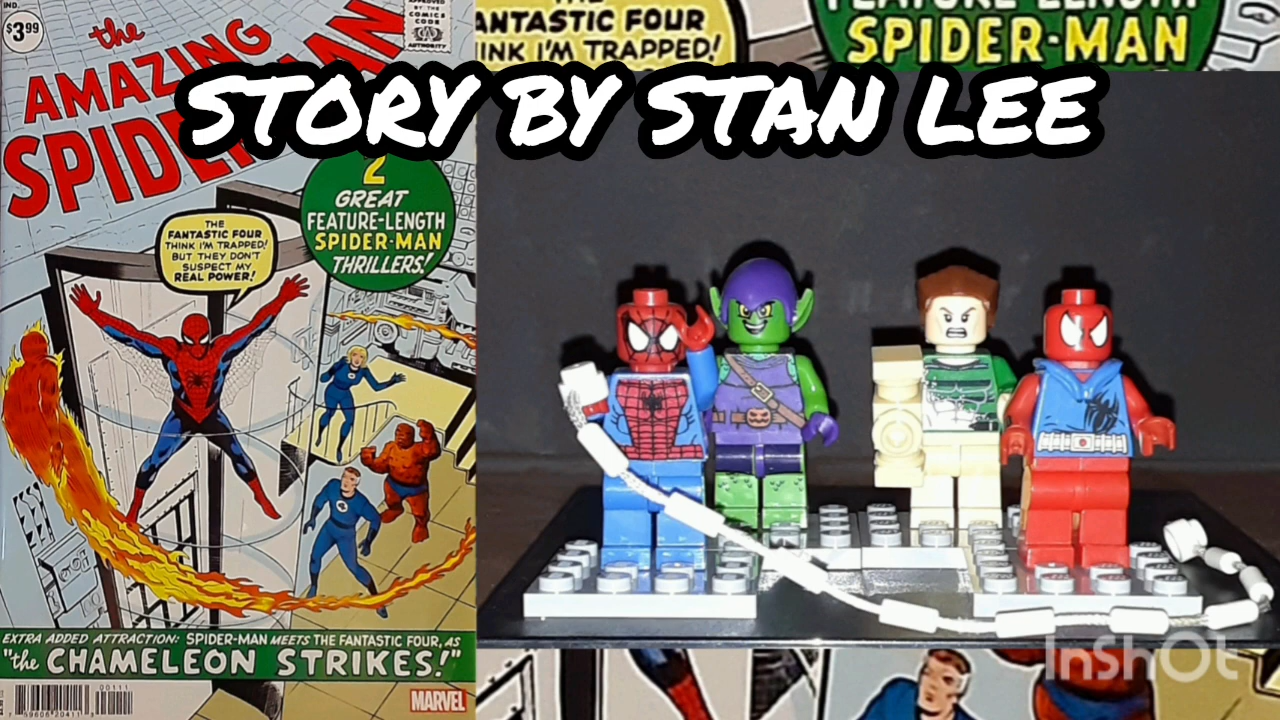 IND.
$3.99
APPROVED
BY THE
COMICS
CODE
AUTHORITY
the
AMAZING
SPIDER-MAN
STORY BY STAN LEE
2
GREAT
FEATURE-LENGTH
SPIDER-MAN
THRILLERS!
THE
FANTASTIC FOUR
THINK I'M TRAPPED!
BUT THEY DON'T
SUSPECT MY
REAL POWER!
EXTRA ADDED ATTRACTION: SPIDER-MAN MEETS THE FANTASTIC FOUR, AS
"the CHAMELEON STRIKES!"
00111
MARVEL
THE
ANTASTIC FOUR
INK I'M TRAPPED!
FEATURE-LENGTH
SPIDER-MAN
InShOt